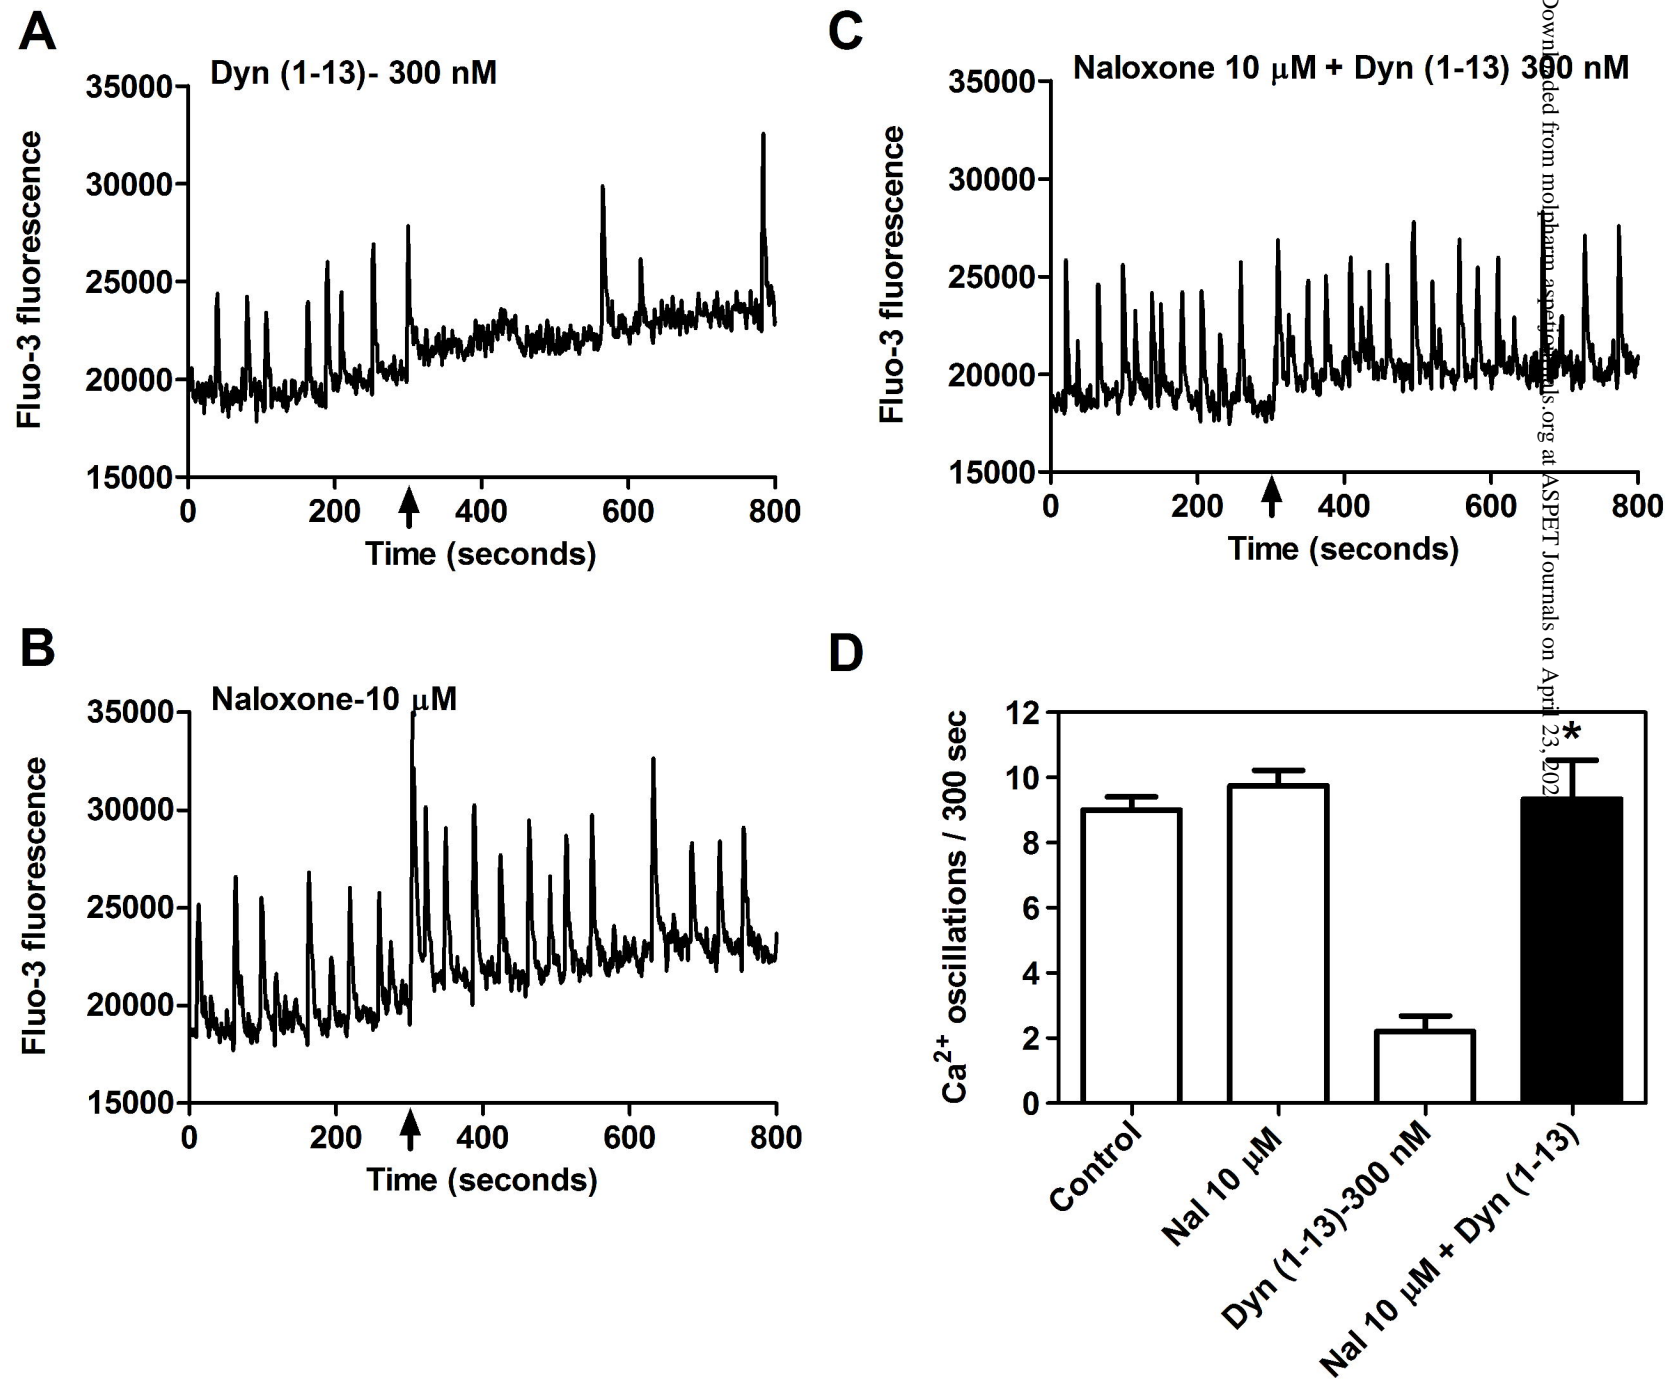 A
Dyn (1-13)- 300 nM
35000
30000
25000
20000
15000
Fluo-3 fluorescence
0 200 400 600 800
Time (seconds)
C
Naloxone 10 μM + Dyn (1-13) 300 nM
35000
30000
25000
20000
15000
Fluo-3 fluorescence
0 200 400 600 800
Time (seconds)
B
Naloxone-10 μM
35000
30000
25000
20000
15000
Fluo-3 fluorescence
0 200 400 600 800
Time (seconds)
D
12
10
8
6
4
2
0
Ca2+ oscillations / 300 sec
*
Control
Nal 10 μM
Dyn (1-13)-300 nM
Nal 10 μM + Dyn (1-13)
Downloaded from molpharm.aspetjournals.org at ASPET Journals on April 23, 202